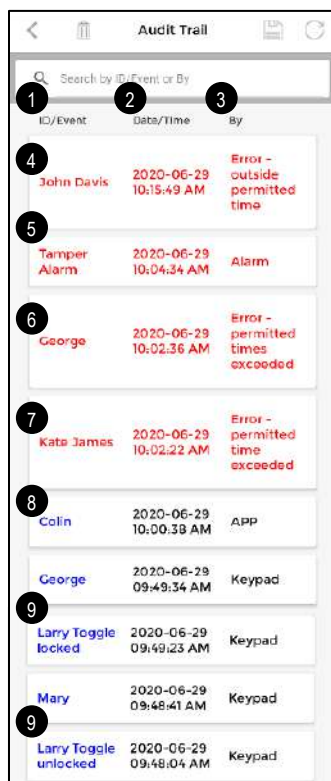 Audit Trail
Search by ID/Event or By
1 2 3
ID/Event Date/Time By
4
John Davis 2020-06-29 10:15:49 AM Error - outside permitted time
5
Tamper Alarm 2020-06-29 10:04:34 AM Alarm
6
George 2020-06-29 10:02:36 AM Error - permitted times exceeded
7
Kate James 2020-06-29 10:02:22 AM Error - permitted time exceeded
8
Colin 2020-06-29 10:00:38 AM APP
George 2020-06-29 09:49:34 AM Keypad
9
Larry Toggle locked 2020-06-29 09:49:23 AM Keypad
Mary 2020-06-29 09:48:41 AM Keypad
9
Larry Toggle unlocked 2020-06-29 09:48:04 AM Keypad